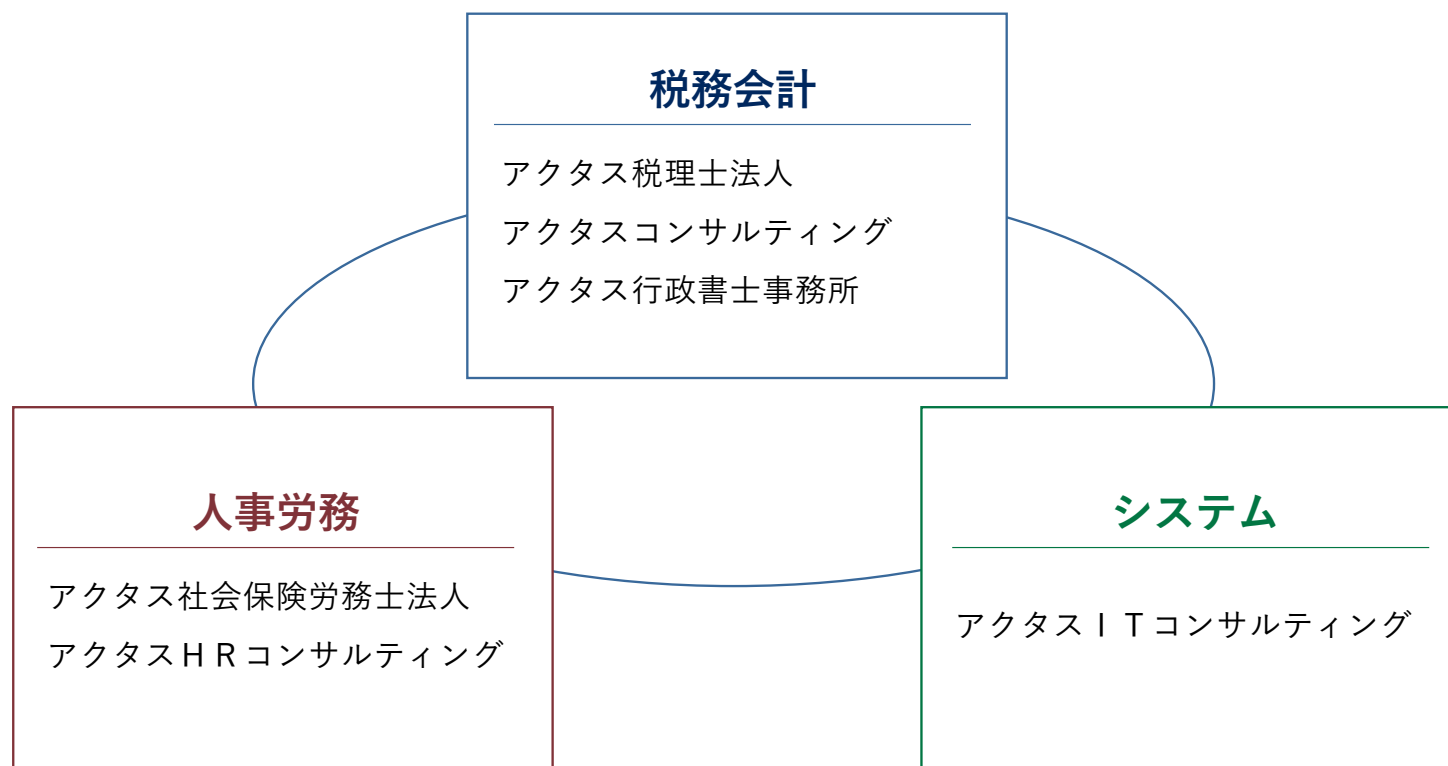 税務会計
アクタス税理士法人
アクタスコンサルティング
アクタス行政書士事務所
人事労務
アクタス社会保険労務士法人
アクタスHRコンサルティング
システム
アクタスITコンサルティング